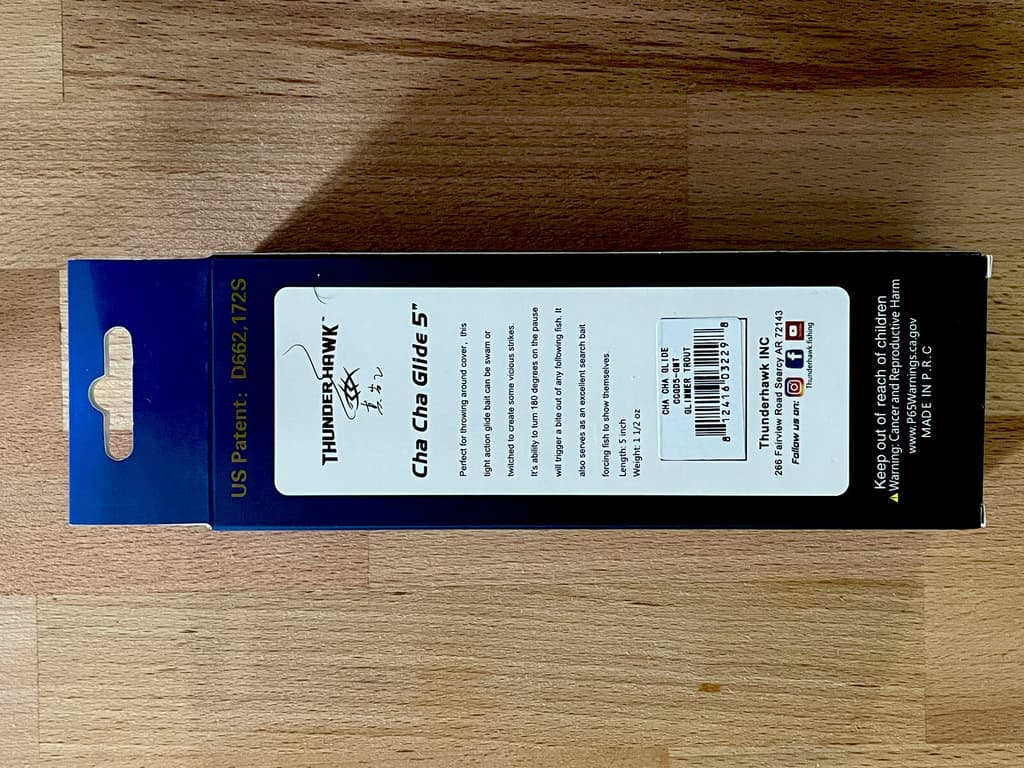 US Patent: D662,172S
THUNDERHAWK™
Cha Cha Glide 5"
Perfect for throwing around cover, this
tight action glide bait can be swam or
twitched to create some vicious strikes.
It's ability to turn 180 degrees on the pause
will trigger a bite out of any following fish. It
also serves as an excellent search bait
forcing fish to show themselves.
Length: 5 inch
Weight: 1 1/2 oz
CHA CHA GLIDE
CCGD5-GMT
GLIMMER TROUT
8 12416 03229 8
Thunderhawk INC
266 Fairview Road Searcy AR 72143
Follow us on:
Thunderhawk.fishing
Keep out of reach of children
Warning: Cancer and Reproductive Harm
www.P65Warnings.ca.gov
MADE IN P.R.C